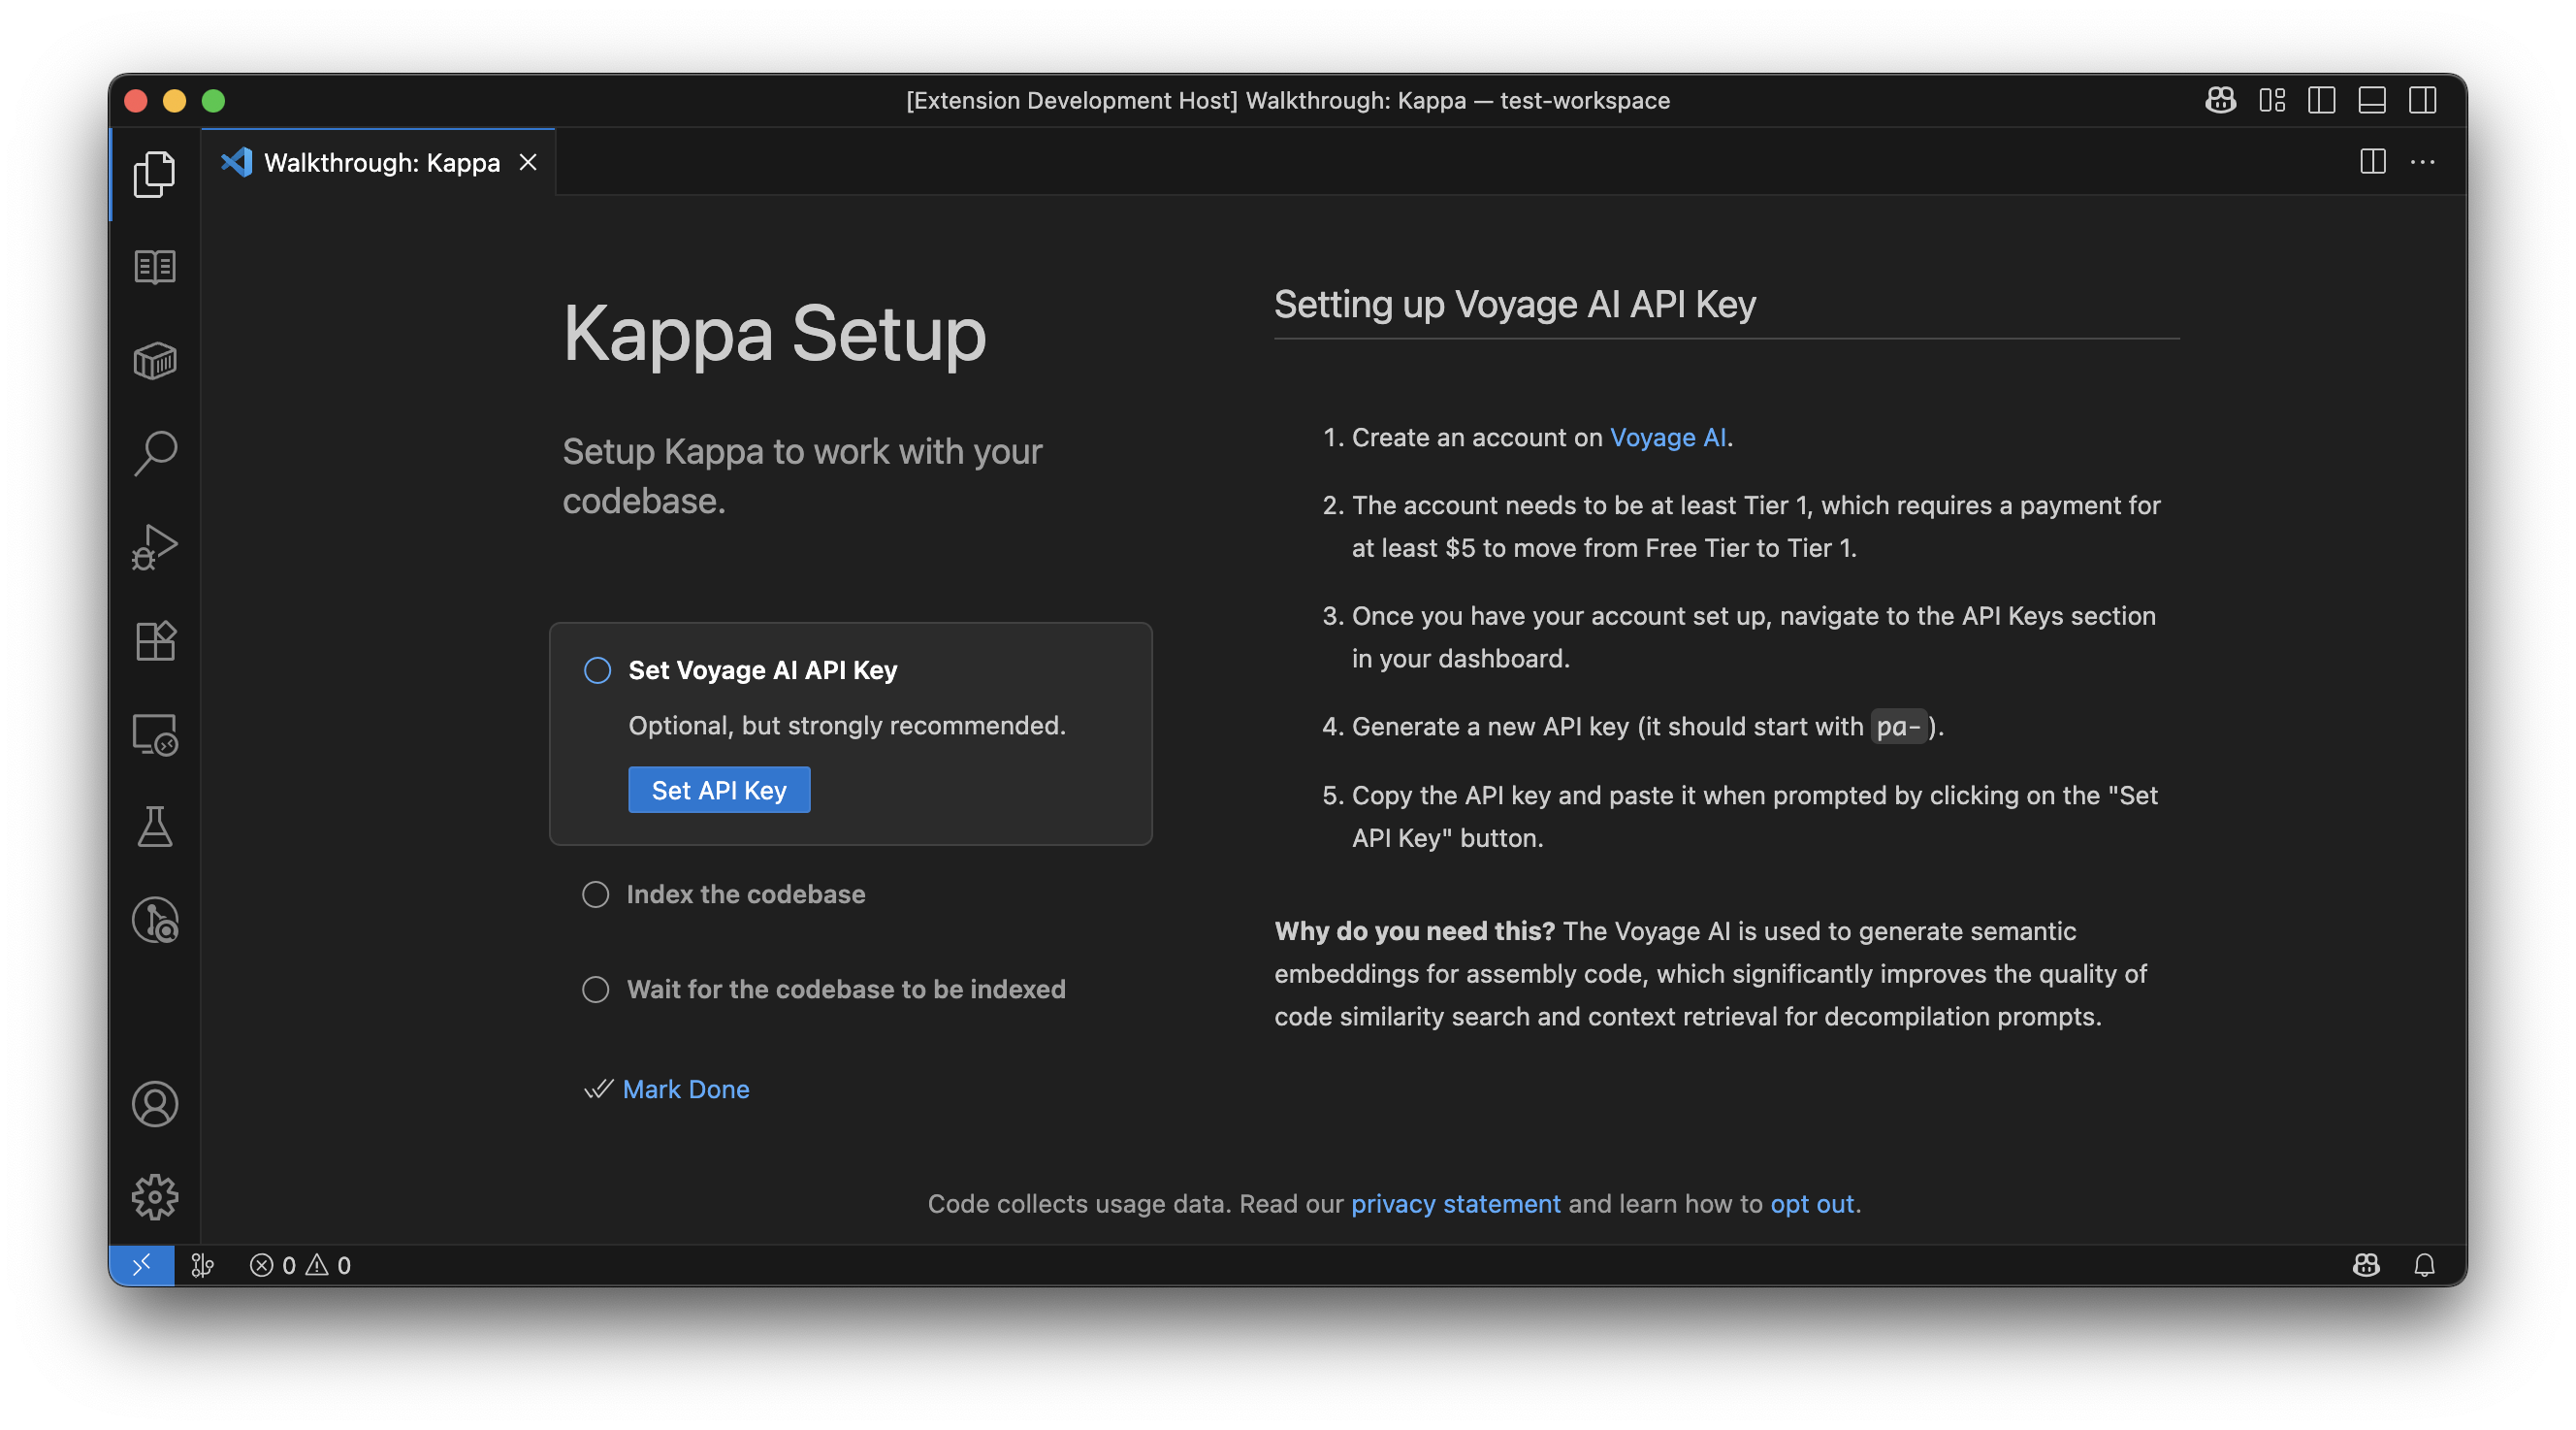 [Extension Development Host] Walkthrough: Kappa — test-workspace
Walkthrough: Kappa
Kappa Setup
Setup Kappa to work with your
codebase.
Set Voyage AI API Key
Optional, but strongly recommended.
Set API Key
Index the codebase
Wait for the codebase to be indexed
Mark Done
Setting up Voyage AI API Key
1. Create an account on Voyage AI.
2. The account needs to be at least Tier 1, which requires a payment for
at least $5 to move from Free Tier to Tier 1.
3. Once you have your account set up, navigate to the API Keys section
in your dashboard.
4. Generate a new API key (it should start with pa-).
5. Copy the API key and paste it when prompted by clicking on the "Set
API Key" button.
Why do you need this? The Voyage AI is used to generate semantic
embeddings for assembly code, which significantly improves the quality of
code similarity search and context retrieval for decompilation prompts.
Code collects usage data. Read our privacy statement and learn how to opt out.
0 0